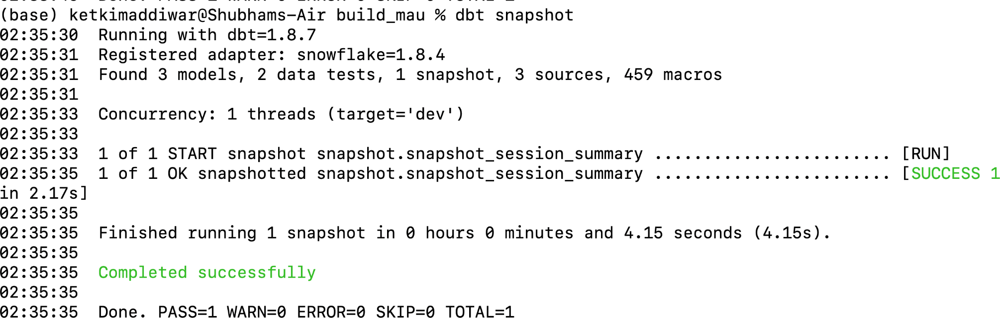 (base) ketkimaddiwar@Shubhams-Air build_mau % dbt snapshot
02:35:30  Running with dbt=1.8.7
02:35:31  Registered adapter: snowflake=1.8.4
02:35:31  Found 3 models, 2 data tests, 1 snapshot, 3 sources, 459 macros
02:35:31
02:35:33  Concurrency: 1 threads (target='dev')
02:35:33
02:35:33  1 of 1 START snapshot snapshot.snapshot_session_summary ........................ [RUN]
02:35:35  1 of 1 OK snapshotted snapshot.snapshot_session_summary ........................ [SUCCESS 1
in 2.17s]
02:35:35
02:35:35  Finished running 1 snapshot in 0 hours 0 minutes and 4.15 seconds (4.15s).
02:35:35
02:35:35  Completed successfully
02:35:35
02:35:35  Done. PASS=1 WARN=0 ERROR=0 SKIP=0 TOTAL=1